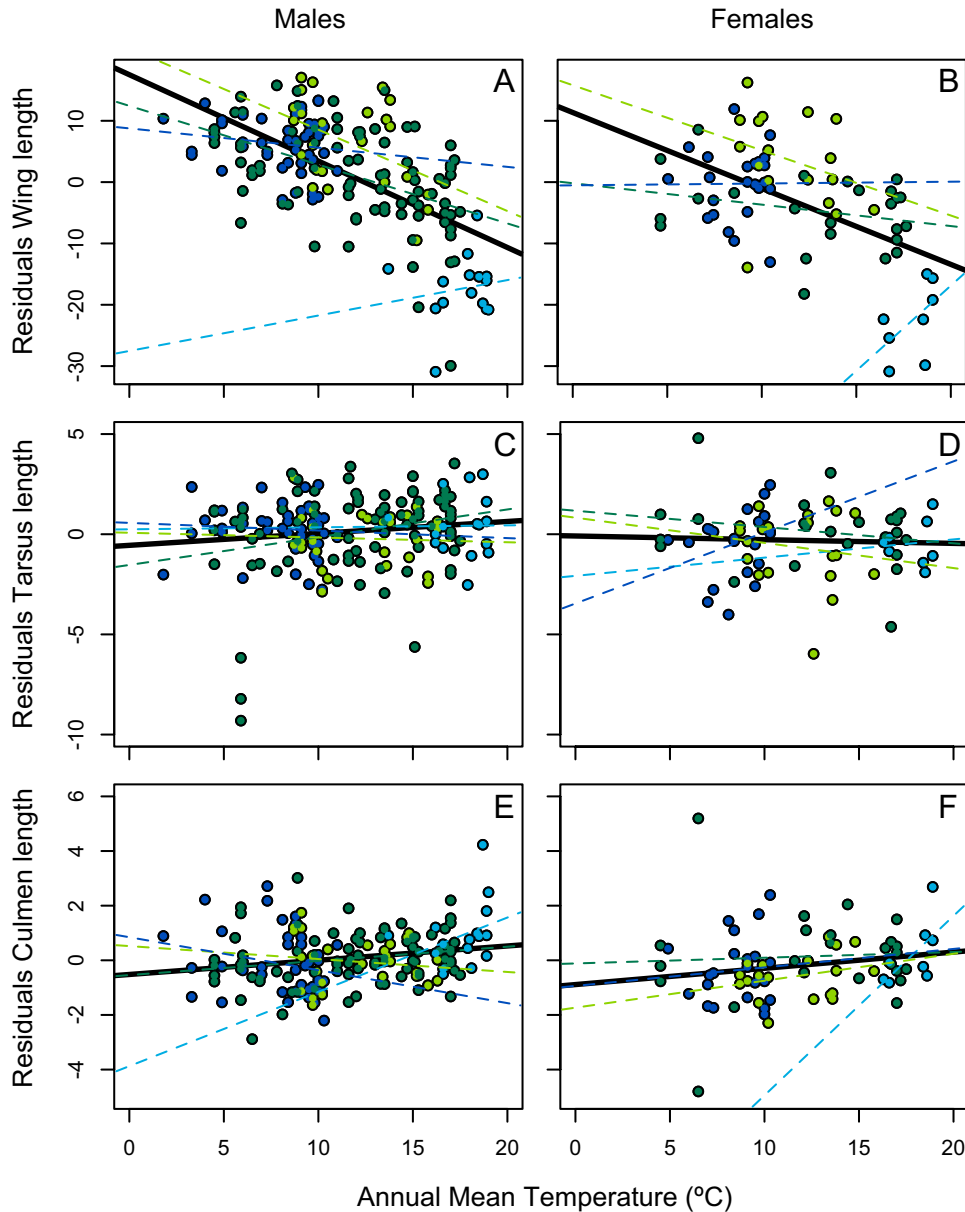 Males Females
A B
Residuals Wing length
10
0
-10
-20
-30
C D
Residuals Tarsus length
5
0
-5
-10
E F
Residuals Culmen length
6
4
2
0
-2
-4
0 5 10 15 20 0 5 10 15 20
Annual Mean Temperature (ºC)